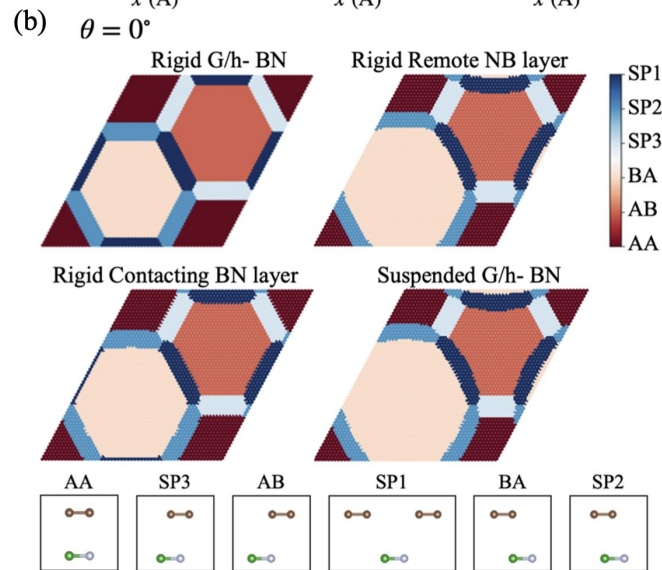 x (A) x (A) x (A)
(b) θ = 0°
Rigid G/h- BN Rigid Remote NB layer
SP1
SP2
SP3
BA
AB
AA
Rigid Contacting BN layer Suspended G/h- BN
AA SP3 AB SP1 BA SP2